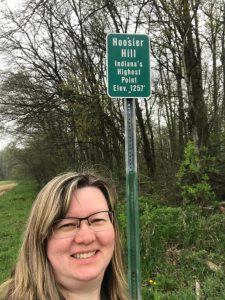 Hoosier
Hill
Indiana's
Highest
Point
Elev. 1257'